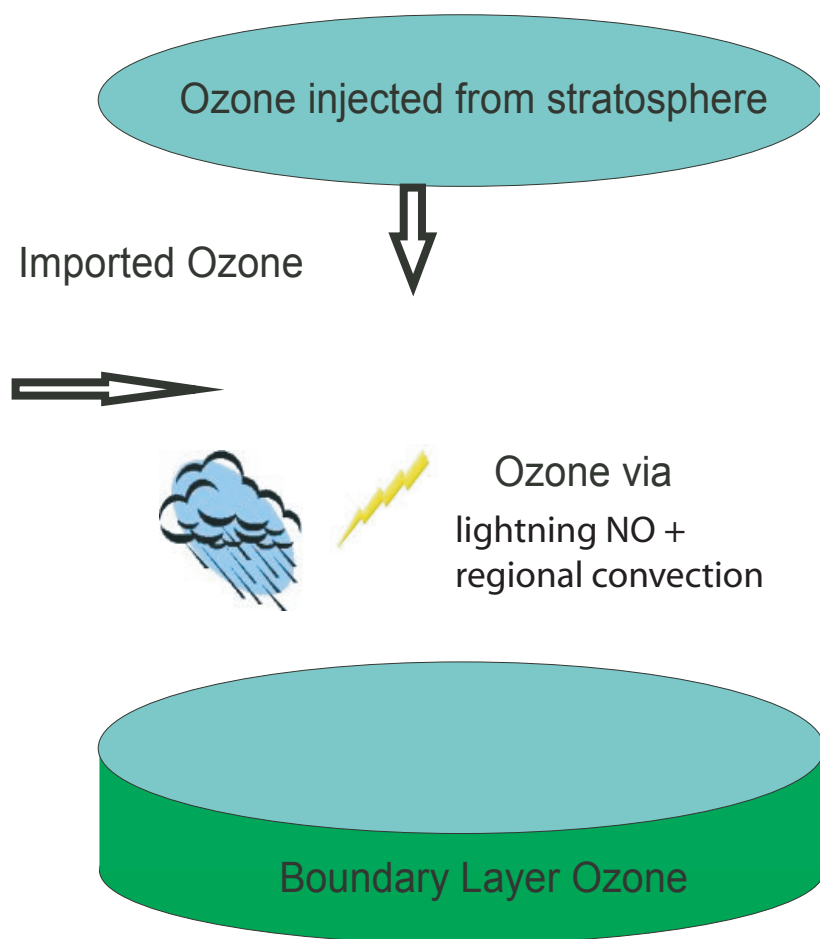 Ozone injected from stratosphere
Imported Ozone
Ozone via
lightning NO +
regional convection
Boundary Layer Ozone